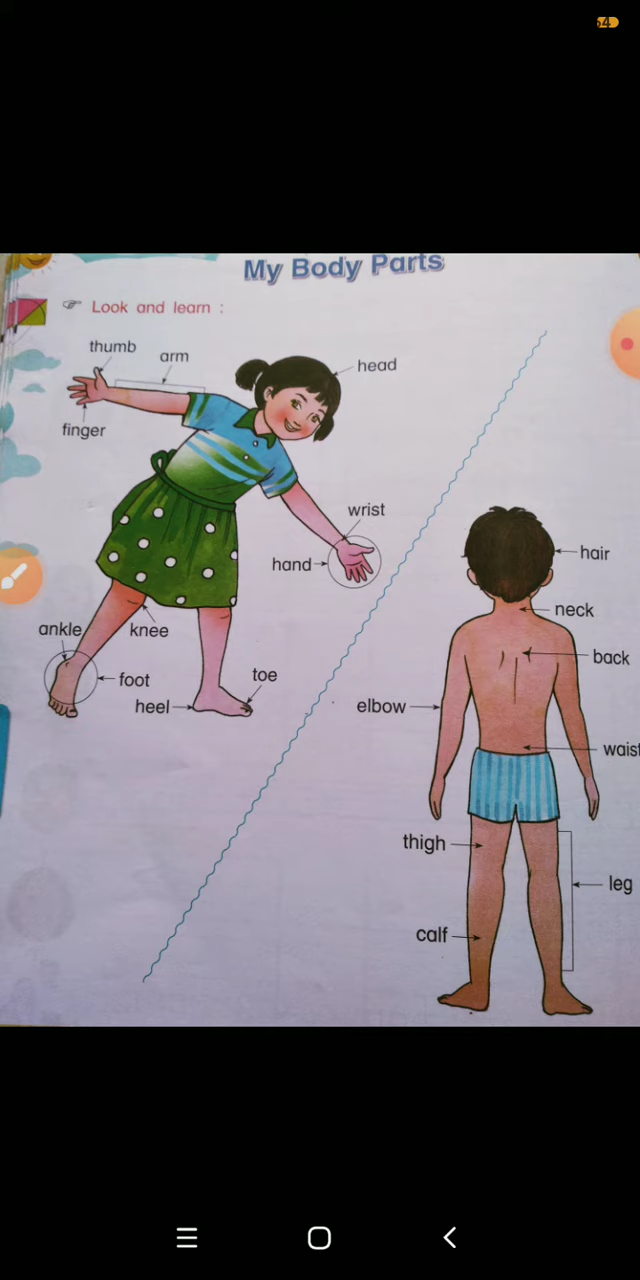 My Body Parts
Look and learn :
thumb
arm
head
finger
wrist
hand
ankle
knee
foot
toe
heel
hair
neck
back
elbow
waist
thigh
leg
calf